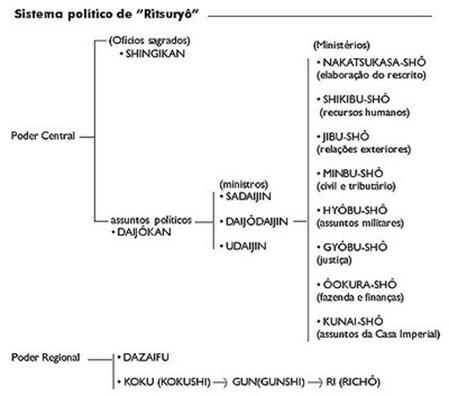 Sistema político de “Ritsuryô”
(Ofícios sagrados)
• SHINGIKAN
Poder Central
assuntos políticos
• DAIJÔKAN
(ministros)
• SADAIJIN
• DAIJÔDAIJIN
• UDAIJIN
(Ministérios)
• NAKATSUKASA-SHÔ
(elaboração do rescrito)
• SHIKIBU-SHÔ
(recursos humanos)
• JIBU-SHÔ
(relações exteriores)
• MINBU-SHÔ
(civil e tributário)
• HYÔBU-SHÔ
(assuntos militares)
• GYÔBU-SHÔ
(justiça)
• ÔOKURA-SHÔ
(fazenda e finanças)
• KUNAI-SHÔ
(assuntos da Casa Imperial)
Poder Regional
• DAZAIFU
• KOKU (KOKUSHI) → GUN(GUNSHI) → RI (RICHÔ)